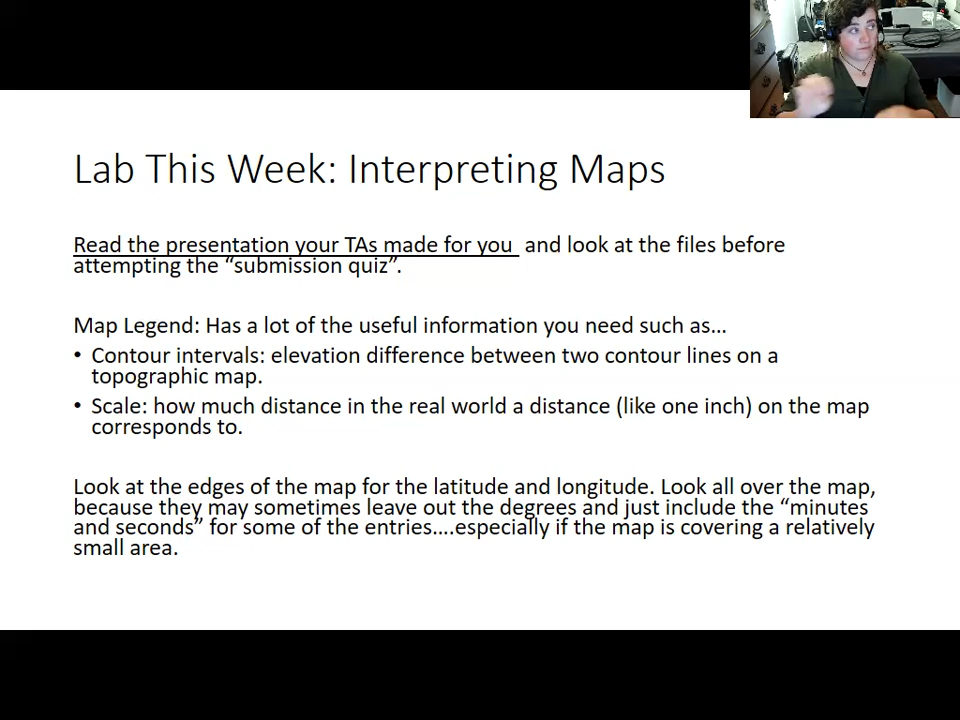 Lab This Week: Interpreting Maps
Read the presentation your TAs made for you  and look at the files before
attempting the “submission quiz”.
Map Legend: Has a lot of the useful information you need such as…
• Contour intervals: elevation difference between two contour lines on a
topographic map.
• Scale: how much distance in the real world a distance (like one inch) on the map
corresponds to.
Look at the edges of the map for the latitude and longitude. Look all over the map,
because they may sometimes leave out the degrees and just include the “minutes
and seconds” for some of the entries….especially if the map is covering a relatively
small area.